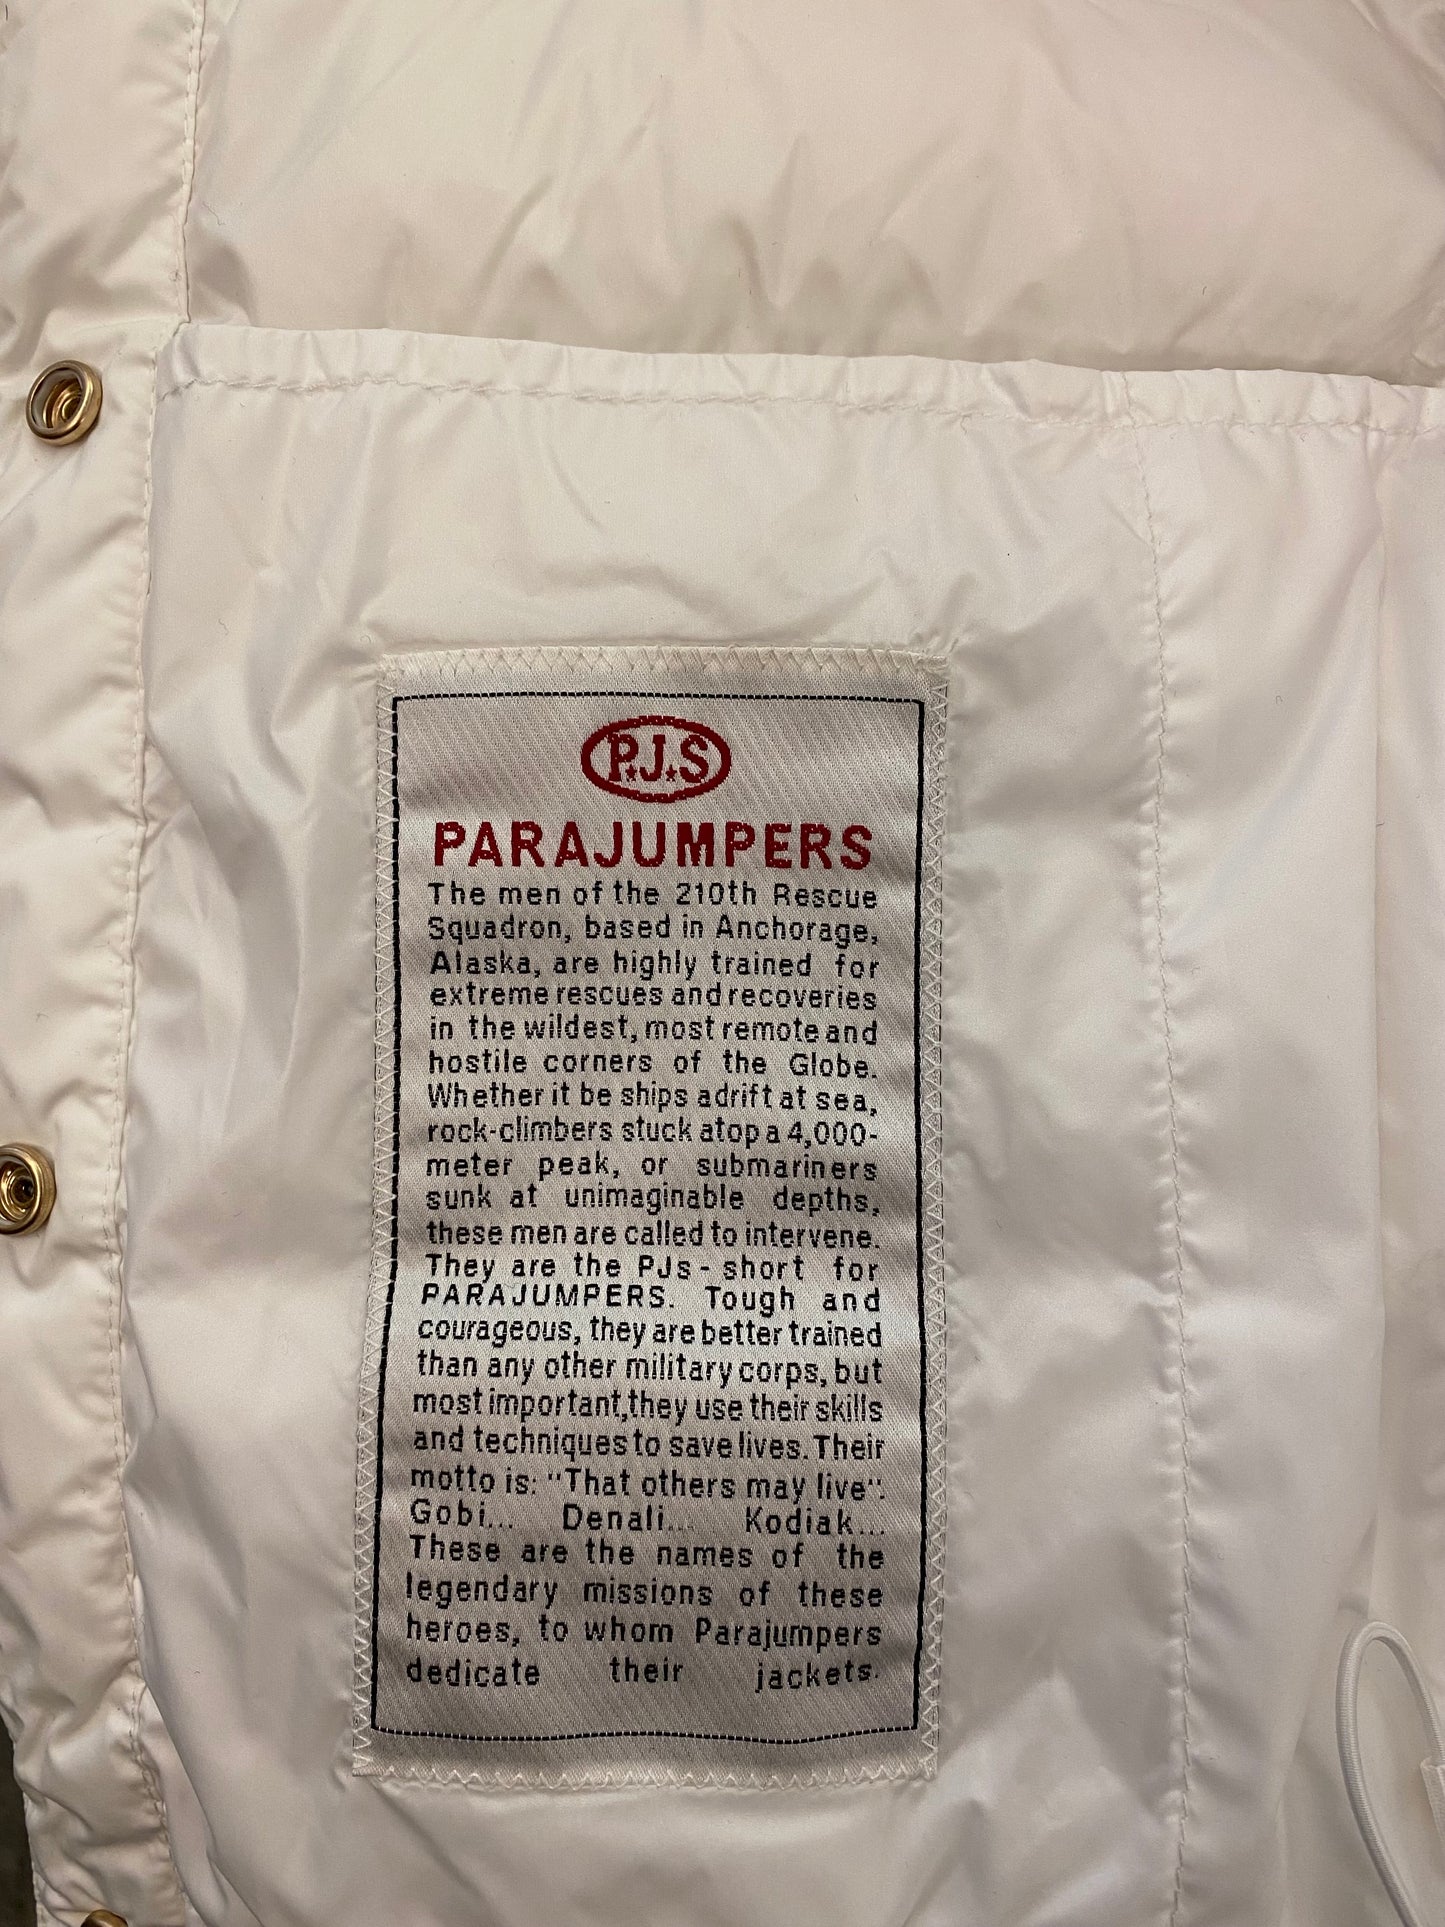 P.J.S
PARAJUMPERS
The men of the 210th Rescue
Squadron, based in Anchorage,
Alaska, are highly trained for
extreme rescues and recoveries
in the wildest, most remote and
hostile corners of the Globe.
Whether it be ships adrift at sea,
rock-climbers stuck atop a 4,000-
meter peak, or submariners
sunk at unimaginable depths,
these men are called to intervene.
They are the PJs - short for
PARAJUMPERS. Tough and
courageous, they are better trained
than any other military corps, but
most important,they use their skills
and techniques to save lives. Their
motto is: "That others may live":
Gobi... Denali... Kodiak...
These are the names of the
legendary missions of these
heroes, to whom Parajumpers
dedicate their jackets.